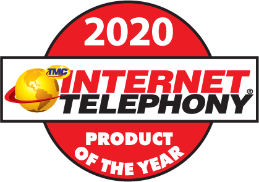 2020
TMC
INTERNET
TELEPHONY®
PRODUCT
OF THE YEAR